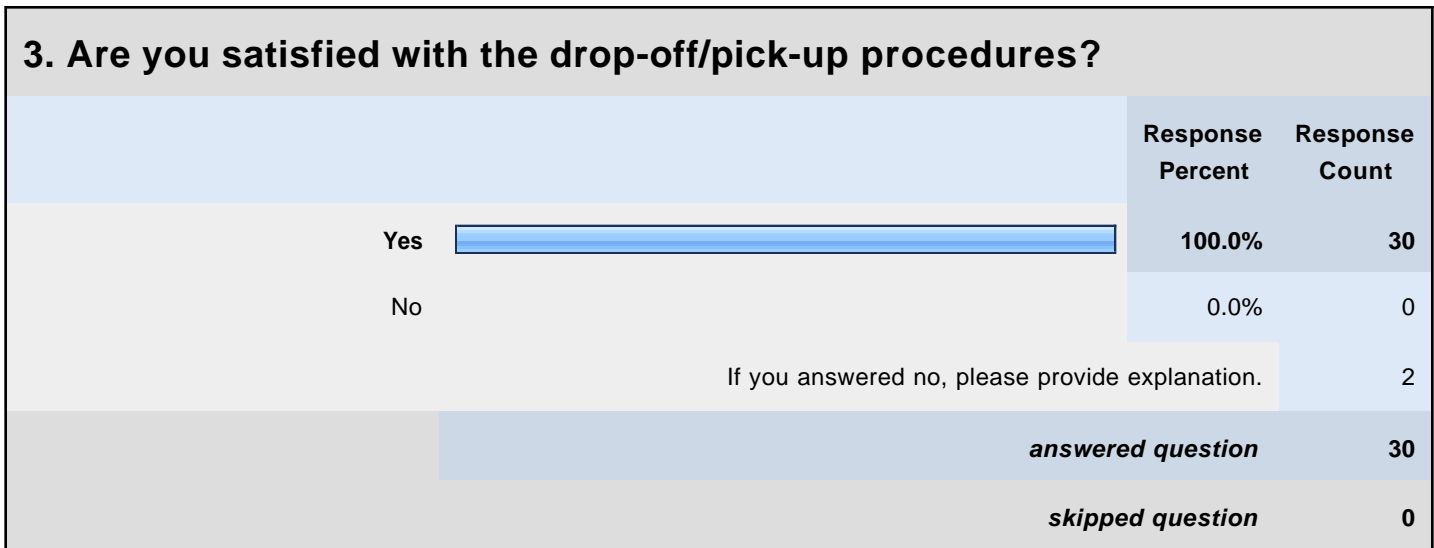 3. Are you satisfied with the drop-off/pick-up procedures?
Response Percent
Response Count
Yes 100.0% 30
No 0.0% 0
If you answered no, please provide explanation. 2
answered question 30
skipped question 0